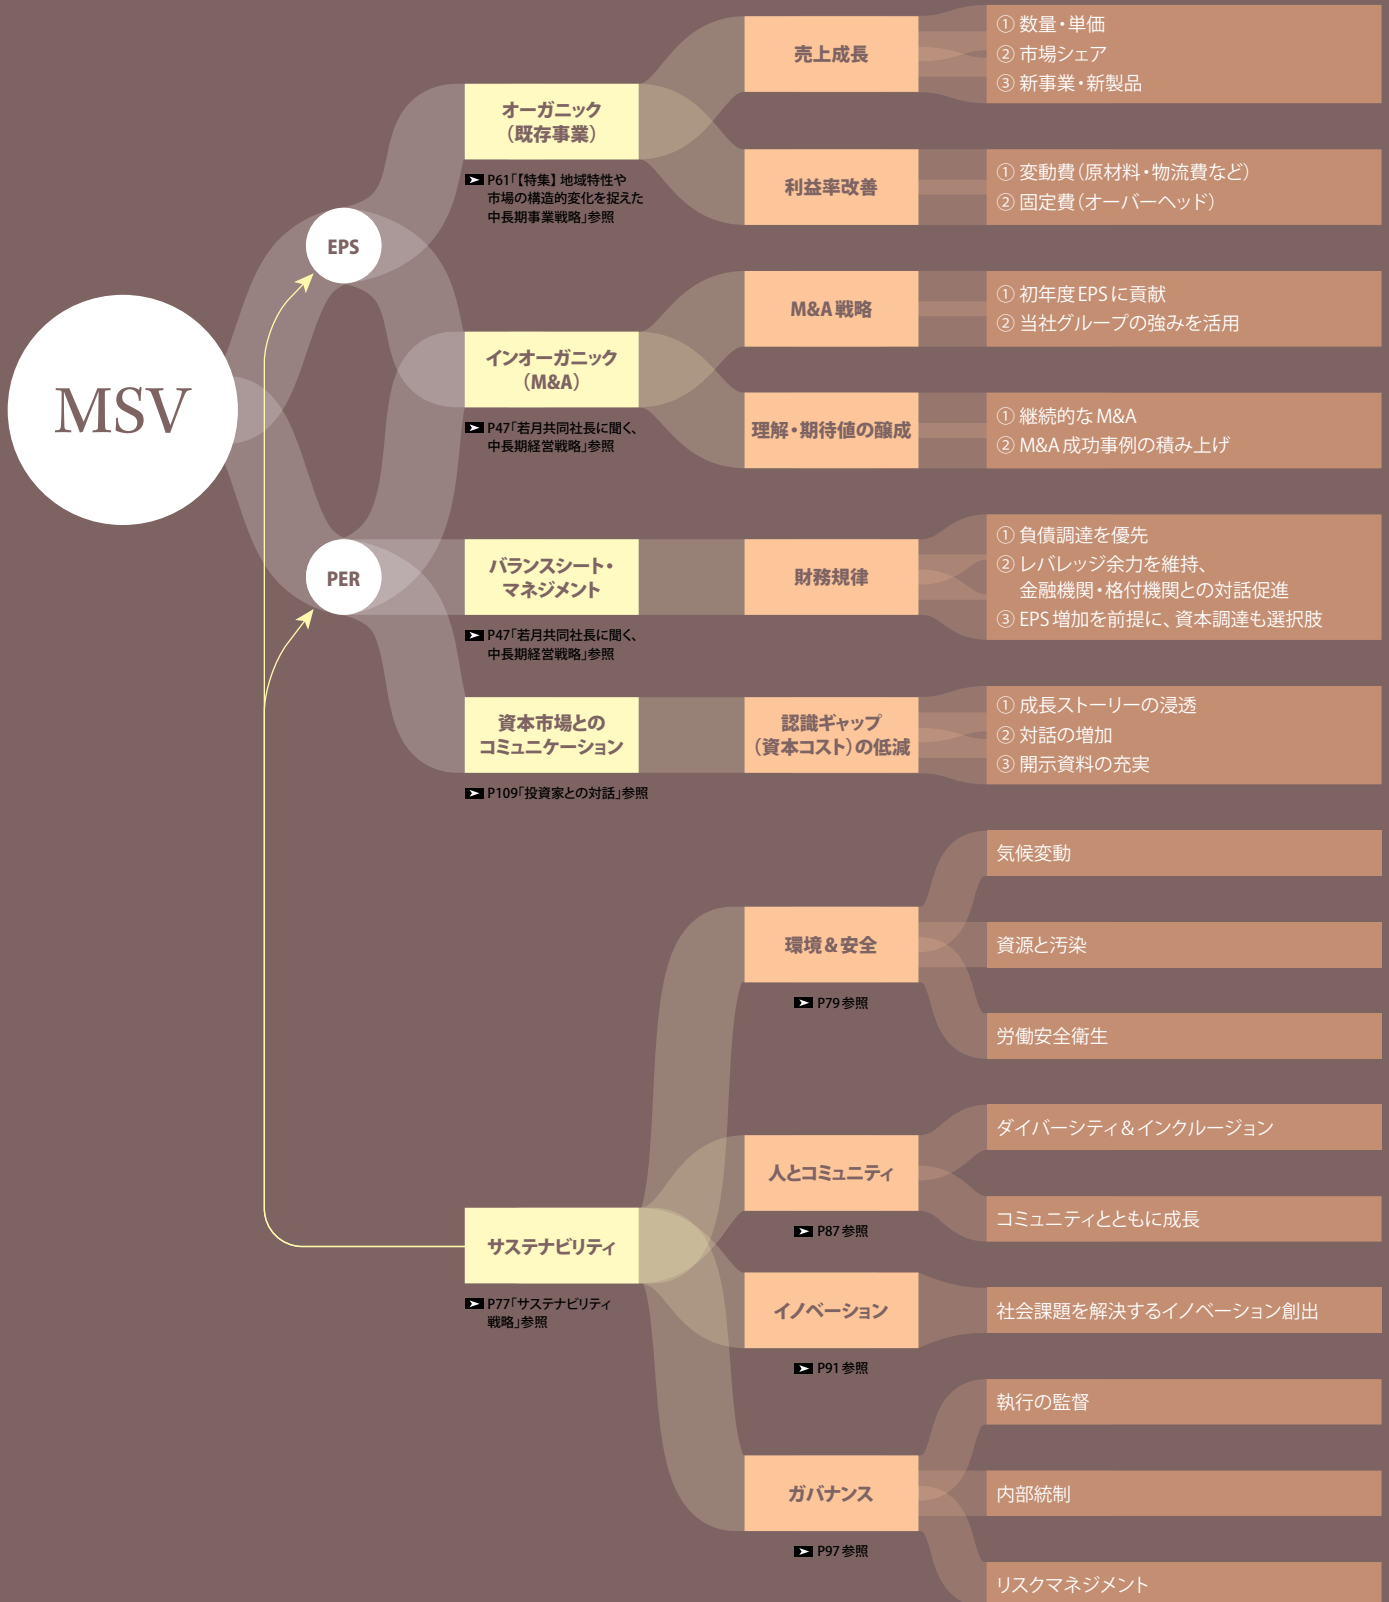 MSV
EPS
PER
オーガニック
（既存事業）
P61「【特集】地域特性や
市場の構造的変化を捉えた
中長期事業戦略」参照
売上成長
① 数量・単価
② 市場シェア
③ 新事業・新製品
利益率改善
① 変動費（原材料・物流費など）
② 固定費（オーバーヘッド）
インオーガニック
（M&A）
P47「若月共同社長に聞く、
中長期経営戦略」参照
M&A 戦略
① 初年度 EPS に貢献
② 当社グループの強みを活用
理解・期待値の醸成
① 継続的な M&A
② M&A 成功事例の積み上げ
バランスシート・
マネジメント
P47「若月共同社長に聞く、
中長期経営戦略」参照
財務規律
① 負債調達を優先
② レバレッジ余力を維持、
金融機関・格付機関との対話促進
③ EPS 増加を前提に、資本調達も選択肢
資本市場との
コミュニケーション
P109「投資家との対話」参照
認識ギャップ
（資本コスト）の低減
① 成長ストーリーの浸透
② 対話の増加
③ 開示資料の充実
サステナビリティ
P77「サステナビリティ
戦略」参照
環境＆安全
P79 参照
気候変動
資源と汚染
労働安全衛生
人とコミュニティ
P87 参照
ダイバーシティ＆インクルージョン
コミュニティとともに成長
イノベーション
P91 参照
社会課題を解決するイノベーション創出
ガバナンス
P97 参照
執行の監督
内部統制
リスクマネジメント